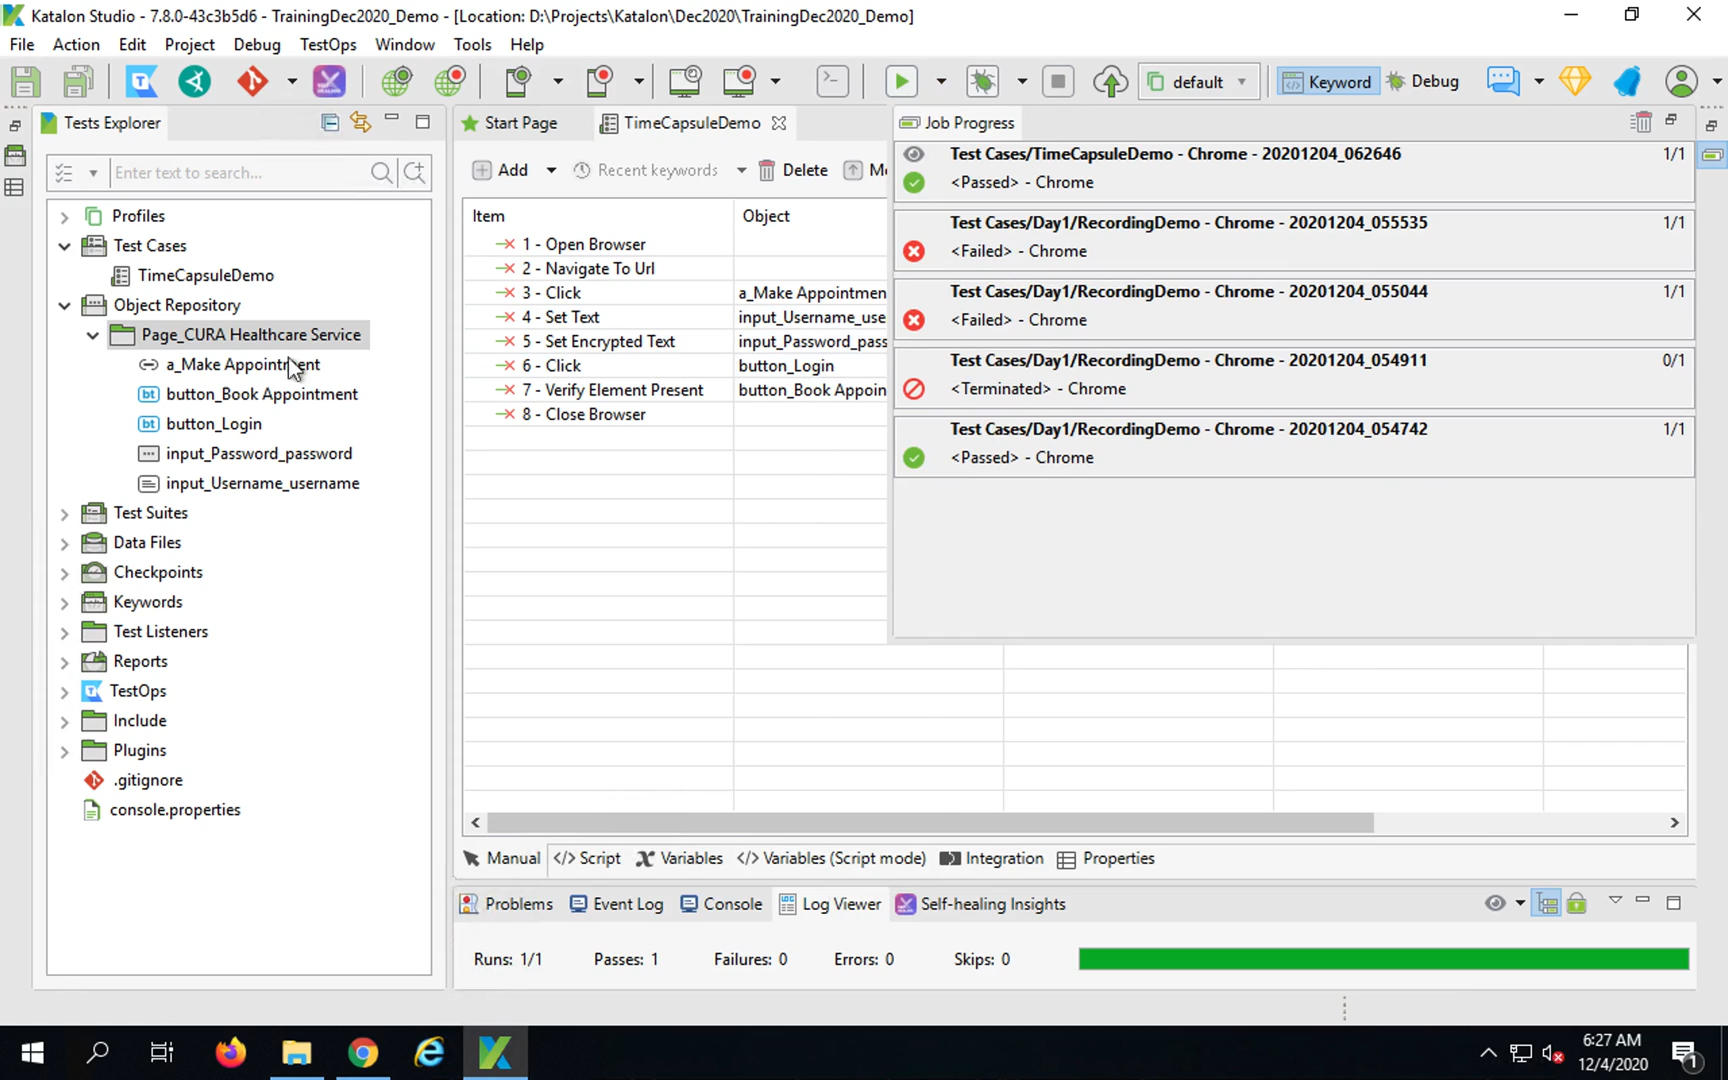 Katalon Studio - 7.8.0-43c3b5d6 - TrainingDec2020_Demo - [Location: D:\Projects\Katalon\Dec2020\TrainingDec2020_Demo]
File Action Edit Project Debug TestOps Window Tools Help
default Keyword Debug
Tests Explorer
Enter text to search...
Profiles
Test Cases
TimeCapsuleDemo
Object Repository
Page_CURA Healthcare Service
a_Make Appointment
button_Book Appointment
button_Login
input_Password_password
input_Username_username
Test Suites
Data Files
Checkpoints
Keywords
Test Listeners
Reports
TestOps
Include
Plugins
.gitignore
console.properties
Start Page TimeCapsuleDemo
Add Recent keywords Delete Mo
Item Object
1 - Open Browser
2 - Navigate To Url
3 - Click a_Make Appointmen
4 - Set Text input_Username_use
5 - Set Encrypted Text input_Password_pass
6 - Click button_Login
7 - Verify Element Present button_Book Appoin
8 - Close Browser
Job Progress
Test Cases/TimeCapsuleDemo - Chrome - 20201204_062646 1/1
<Passed> - Chrome
Test Cases/Day1/RecordingDemo - Chrome - 20201204_055535 1/1
<Failed> - Chrome
Test Cases/Day1/RecordingDemo - Chrome - 20201204_055044 1/1
<Failed> - Chrome
Test Cases/Day1/RecordingDemo - Chrome - 20201204_054911 0/1
<Terminated> - Chrome
Test Cases/Day1/RecordingDemo - Chrome - 20201204_054742 1/1
<Passed> - Chrome
Manual Script Variables Variables (Script mode) Integration Properties
Problems Event Log Console Log Viewer Self-healing Insights
Runs: 1/1 Passes: 1 Failures: 0 Errors: 0 Skips: 0
6:27 AM
12/4/2020
1